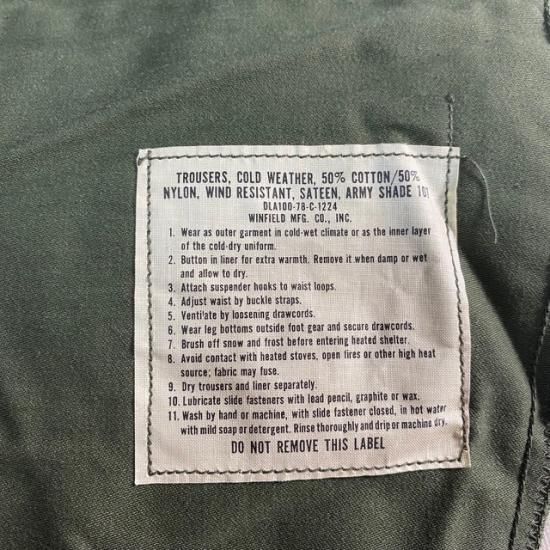 TROUSERS, COLD WEATHER, 50% COTTON/50%
NYLON, WIND RESISTANT, SATEEN, ARMY SHADE 107
DLA100-78-C-1224
WINFIELD MFG. CO., INC.
1. Wear as outer garment in cold-wet climate or as the inner layer
of the cold-dry uniform.
2. Button in liner for extra warmth. Remove it when damp or wet
and allow to dry.
3. Attach suspender hooks to waist loops.
4. Adjust waist by buckle straps.
5. Ventilate by loosening drawcords.
6. Wear leg bottoms outside foot gear and secure drawcords.
7. Brush off snow and frost before entering heated shelter.
8. Avoid contact with heated stoves, open fires or other high heat
source; fabric may fuse.
9. Dry trousers and liner separately.
10. Lubricate slide fasteners with lead pencil, graphite or wax.
11. Wash by hand or machine, with slide fastener closed, in hot water
with mild soap or detergent. Rinse thoroughly and drip or machine dry.
DO NOT REMOVE THIS LABEL